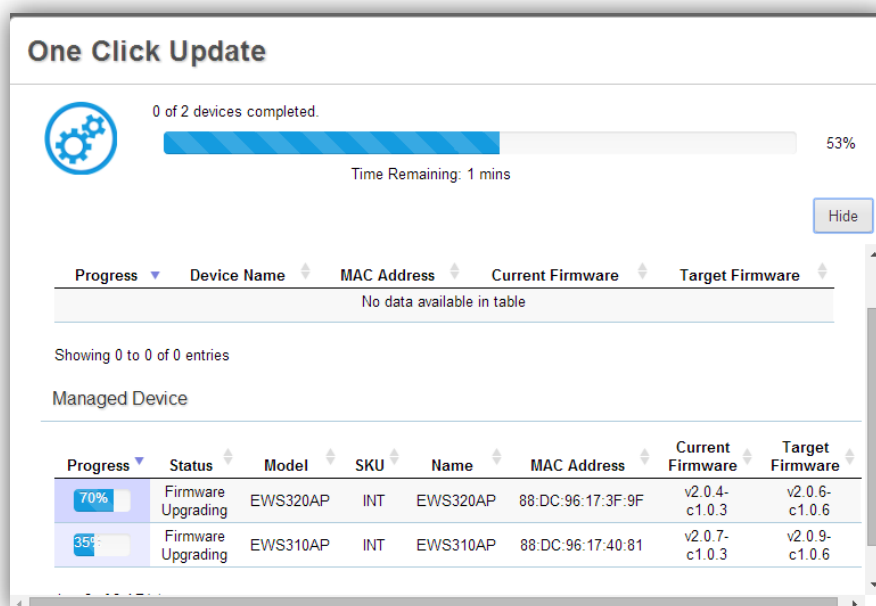 One Click Update
0 of 2 devices completed.
53%
Time Remaining: 1 mins
Hide
Progress Device Name MAC Address Current Firmware Target Firmware
No data available in table
Showing 0 to 0 of 0 entries
Managed Device
Progress Status Model SKU Name MAC Address Current Firmware Target Firmware
70% Firmware Upgrading EWS320AP INT EWS320AP 88:DC:96:17:3F:9F v2.0.4-c1.0.3 v2.0.6-c1.0.6
35% Firmware Upgrading EWS310AP INT EWS310AP 88:DC:96:17:40:81 v2.0.7-c1.0.3 v2.0.9-c1.0.6